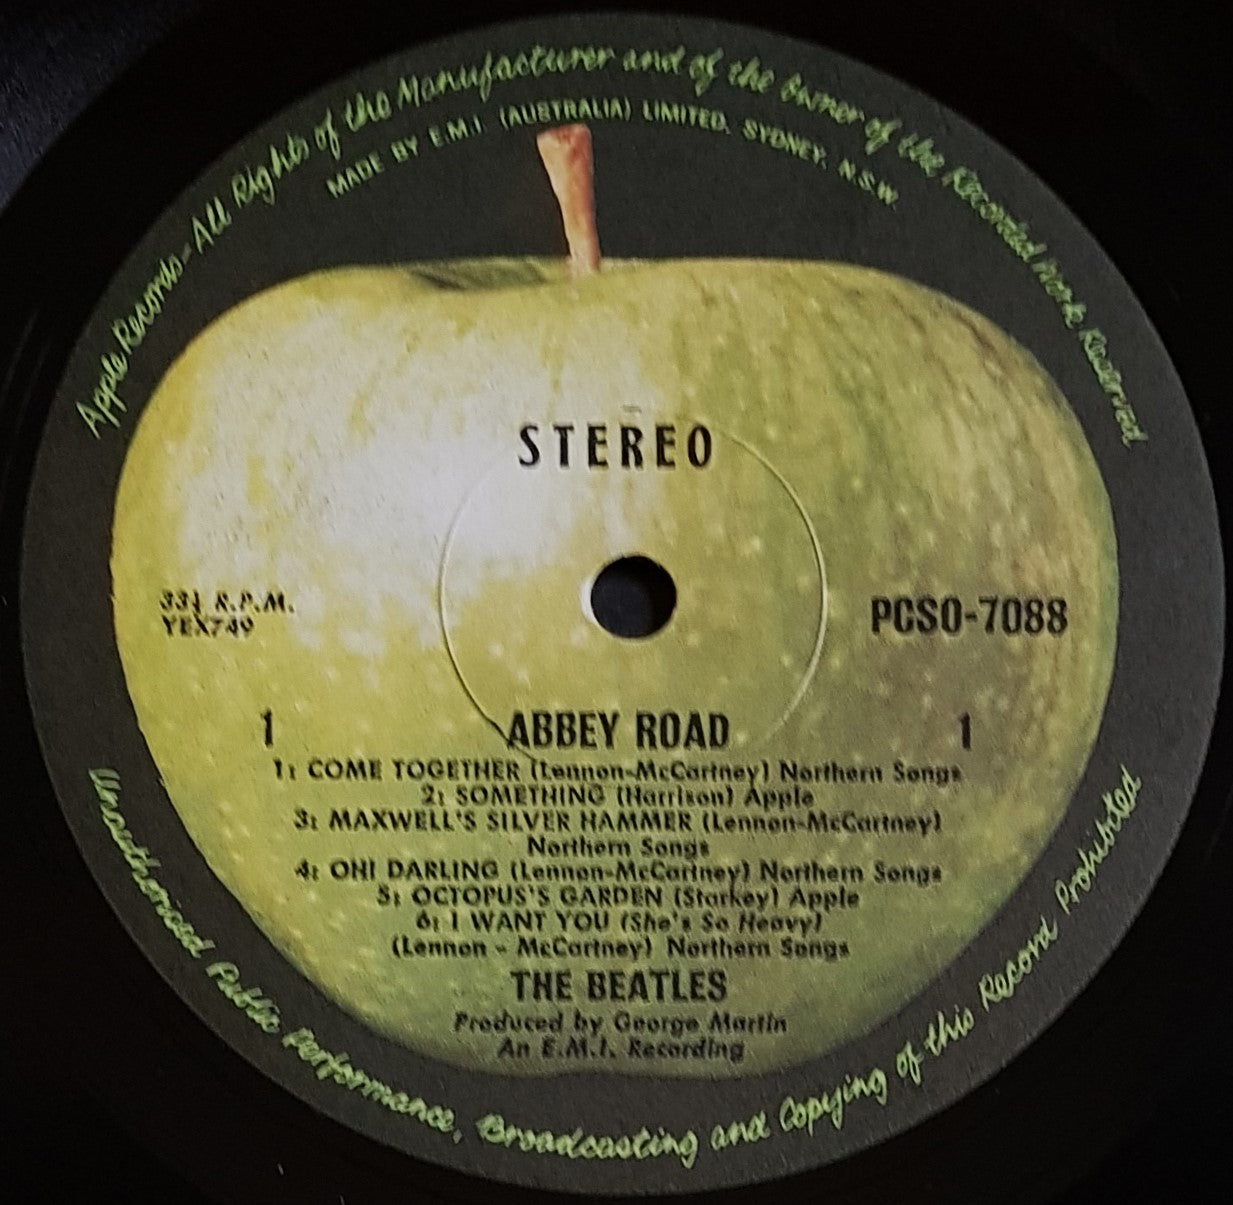 Apple Records - All Rights of the Manufacturer and of the Owner of the Recorded Work Reserved
MADE BY E.M.I. (AUSTRALIA) LIMITED, SYDNEY, N.S.W.
STEREO
33⅓ R.P.M.
YEX749
PCSO-7088
1
ABBEY ROAD
1
1: COME TOGETHER (Lennon-McCartney) Northern Songs
2: SOMETHING (Harrison) Apple
3: MAXWELL'S SILVER HAMMER (Lennon-McCartney)
Northern Songs
4: OH! DARLING (Lennon-McCartney) Northern Songs
5: OCTOPUS'S GARDEN (Starkey) Apple
6: I WANT YOU (She's So Heavy)
(Lennon - McCartney) Northern Songs
THE BEATLES
Produced by George Martin
An E.M.I. Recording
Unauthorised Public Performance, Broadcasting and Copying of this Record Prohibited